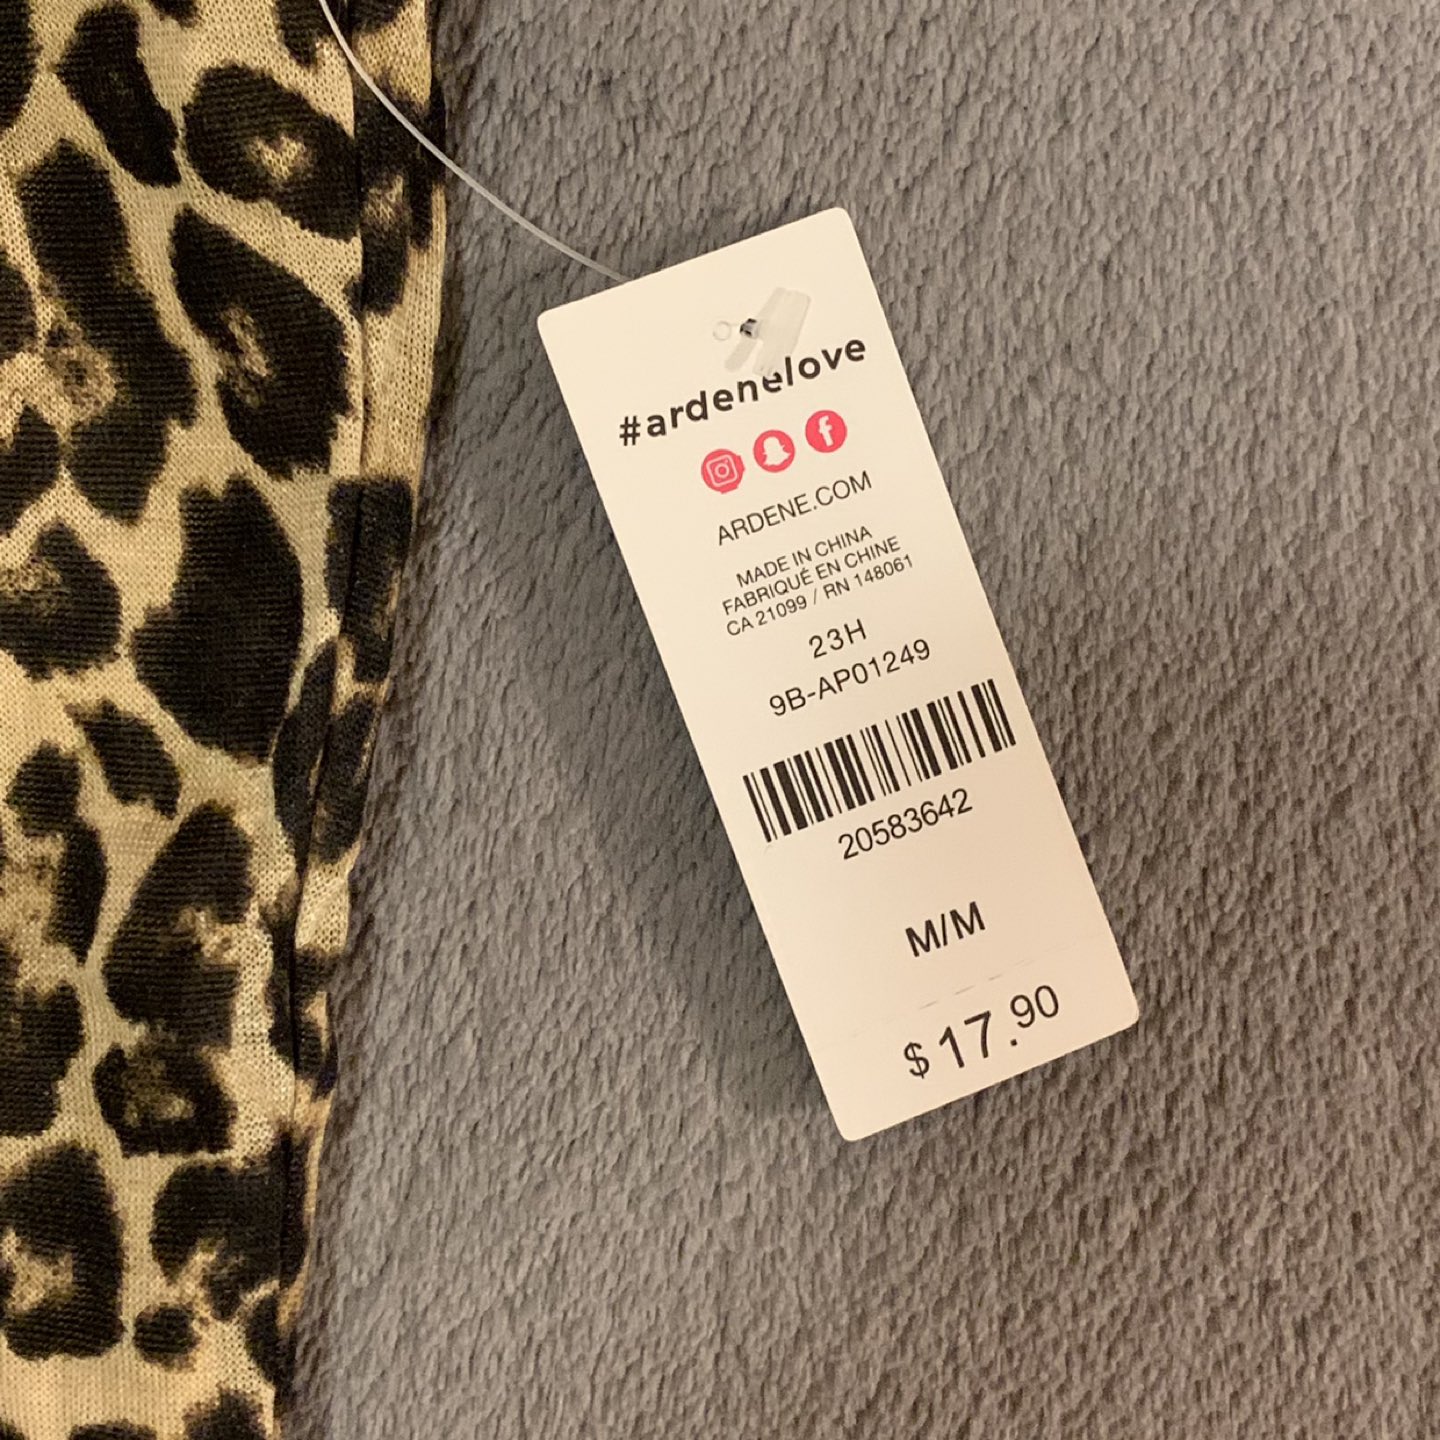 #ardenelove
ARDENE.COM
MADE IN CHINA
FABRIQUÉ EN CHINE
CA 21099 / RN 148061
23H
9B-AP01249
20583642
M/M
$17.90